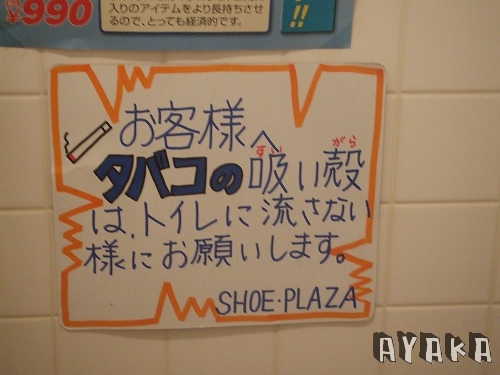 ¥990
入りのアイテムをより長持ちさせ
るので、とっても経済的です。
!!
お客様へ
タバコの吸い殻
すい がら
は、トイレに流さない
様にお願いします。
SHOE・PLAZA
AYAKA